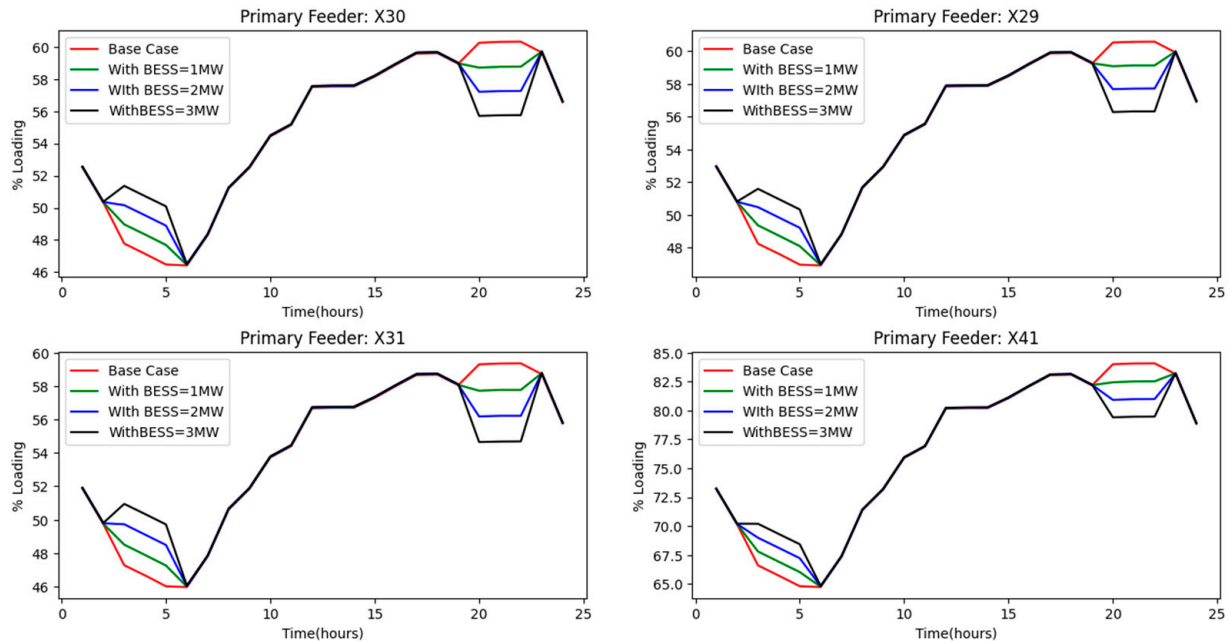 Primary Feeder: X30
60
58
56
54
52
50
48
46
% Loading
Base Case
With BESS=1MW
WIth BESS=2MW
WithBESS=3MW
0 5 10 15 20 25
Time(hours)
Primary Feeder: X29
60
58
56
54
52
50
48
% Loading
Base Case
With BESS=1MW
WIth BESS=2MW
WithBESS=3MW
0 5 10 15 20 25
Time(hours)
Primary Feeder: X31
60
58
56
54
52
50
48
46
% Loading
Base Case
With BESS=1MW
WIth BESS=2MW
WithBESS=3MW
0 5 10 15 20 25
Time(hours)
Primary Feeder: X41
85.0
82.5
80.0
77.5
75.0
72.5
70.0
67.5
65.0
% Loading
Base Case
With BESS=1MW
WIth BESS=2MW
WithBESS=3MW
0 5 10 15 20 25
Time(hours)